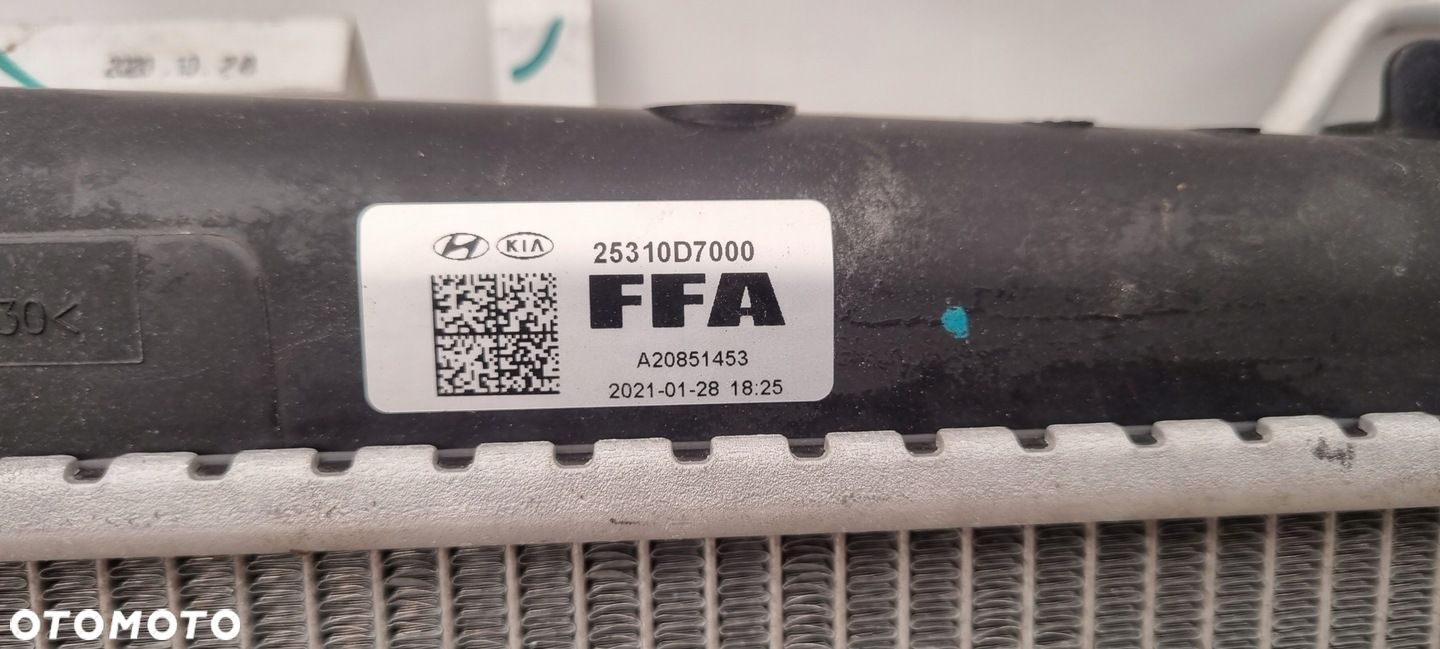 2020.10.28
30<
KIA
25310D7000
FFA
A20851453
2021-01-28 18:25
OTOMOTO